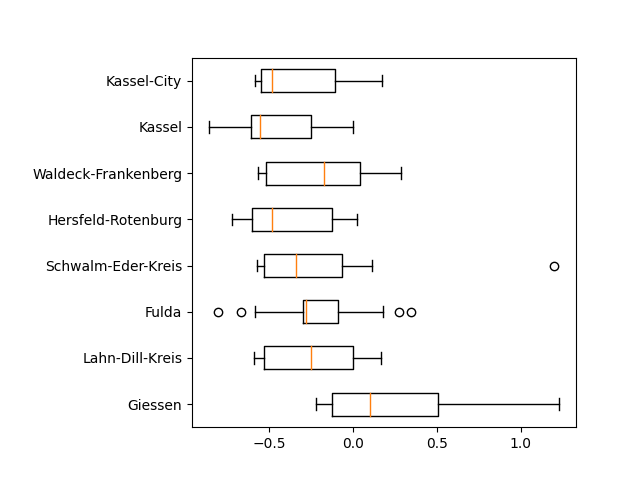 Kassel-City
Kassel
Waldeck-Frankenberg
Hersfeld-Rotenburg
Schwalm-Eder-Kreis
Fulda
Lahn-Dill-Kreis
Giessen
−0.5 0.0 0.5 1.0